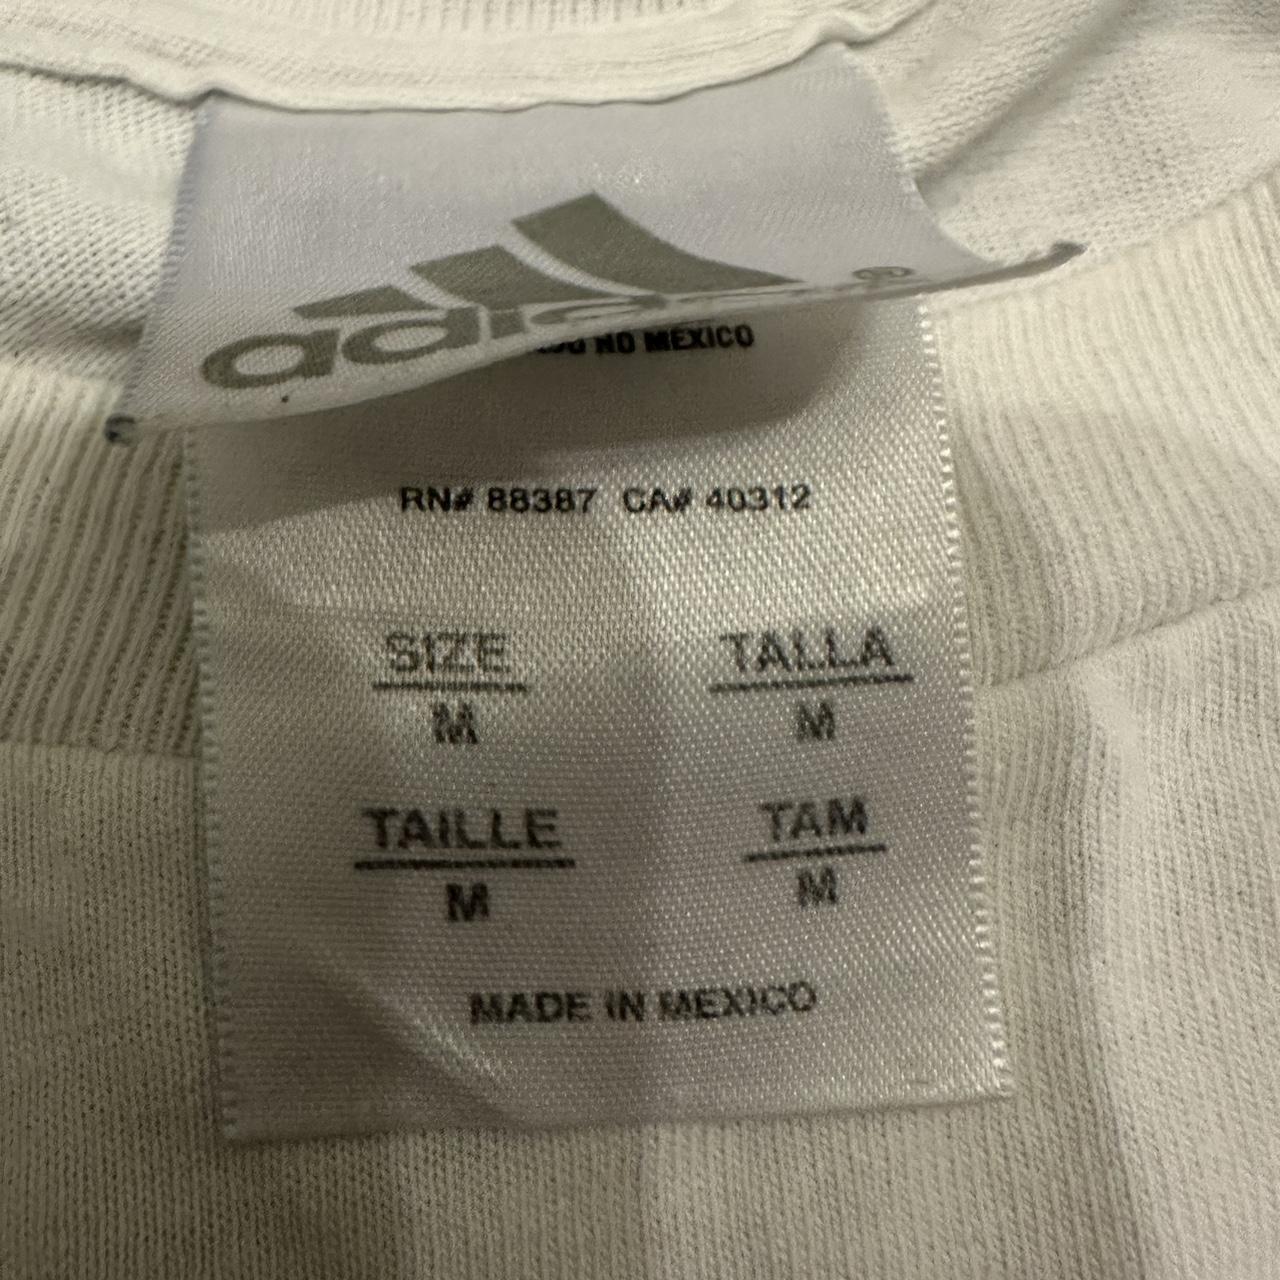 adidas®
NO MEXICO
RN# 88387 CA# 40312
SIZE TALLA
M M
TAILLE TAM
M M
MADE IN MEXICO